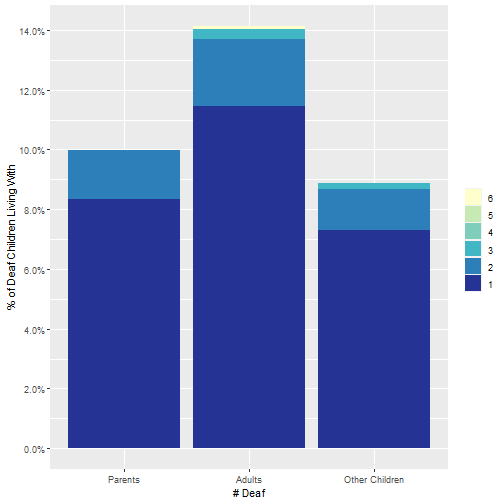 14.0%
12.0%
10.0%
8.0%
6.0%
4.0%
2.0%
0.0%
% of Deaf Children Living With
Parents
Adults
Other Children
# Deaf
6
5
4
3
2
1